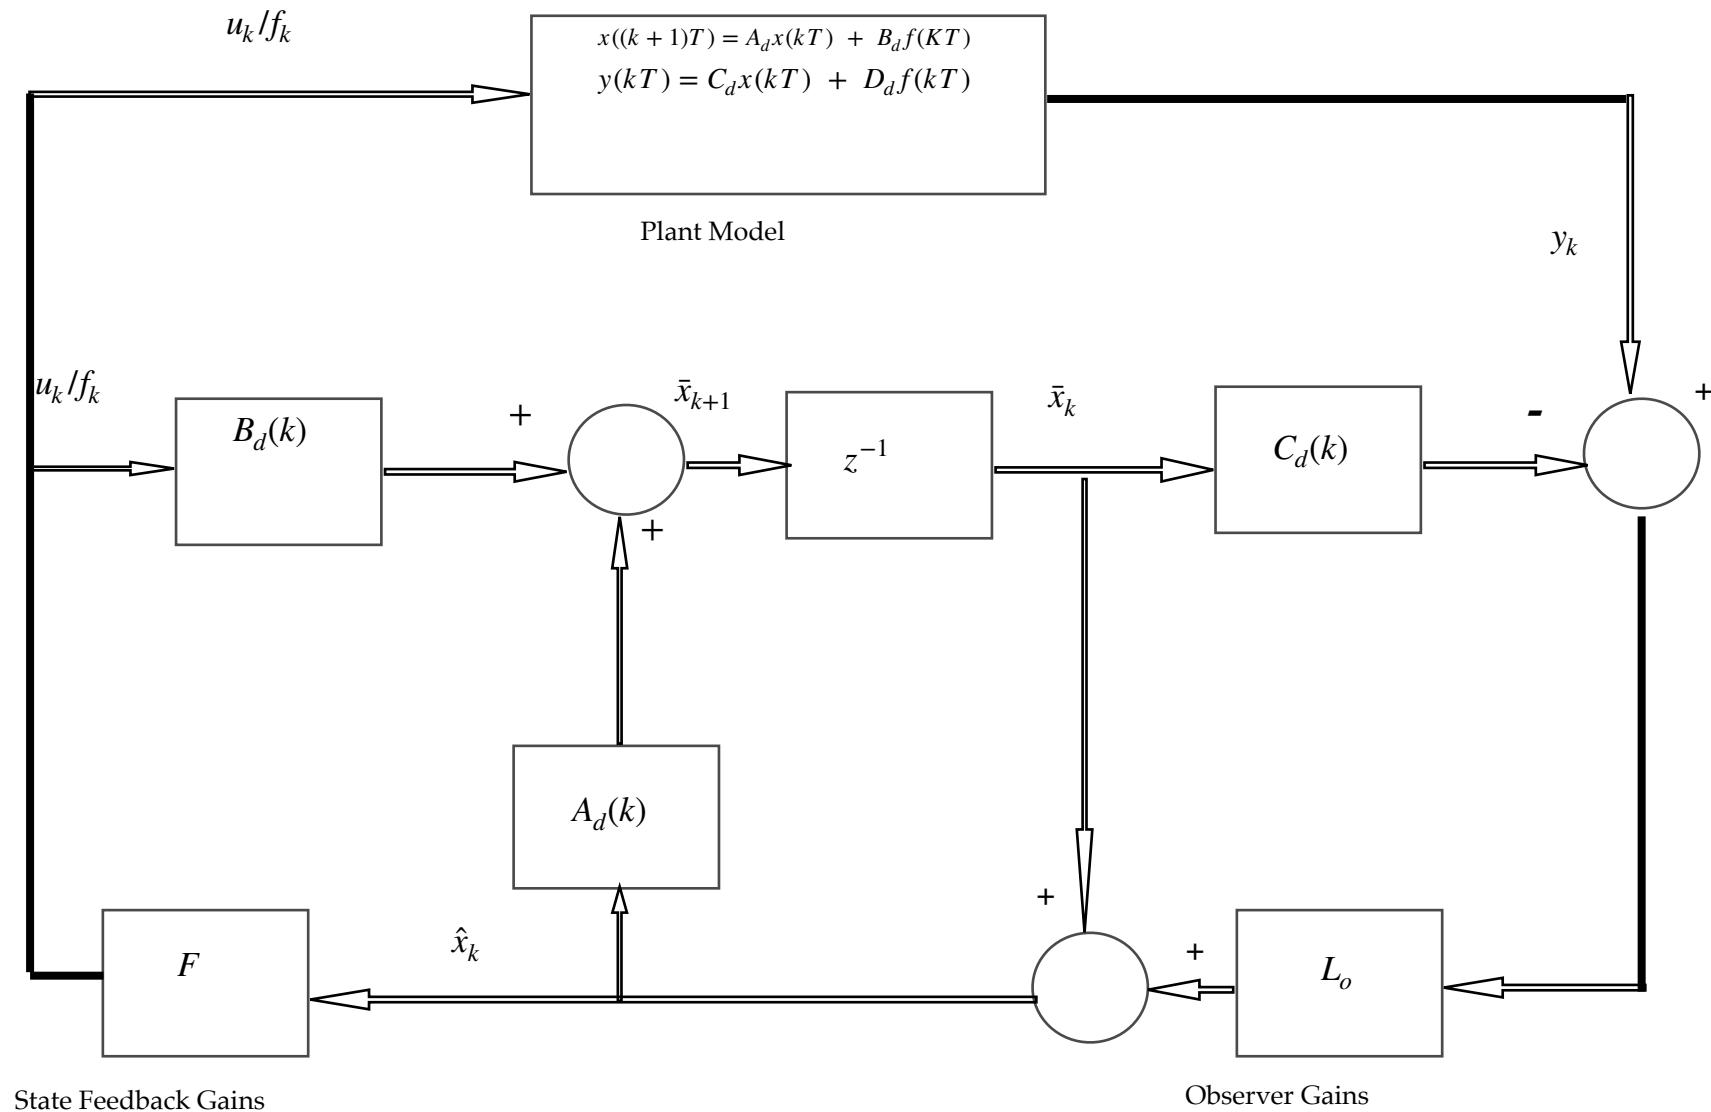 u_k/f_k
x((k + 1)T) = A_d x(kT) + B_d f(KT)
y(kT) = C_d x(kT) + D_d f(kT)
Plant Model
y_k
u_k/f_k
B_d(k)
+
x̄_{k+1}
z^{-1}
x̄_k
C_d(k)
-
+
+
A_d(k)
+
F
x̂_k
+
L_o
State Feedback Gains
Observer Gains